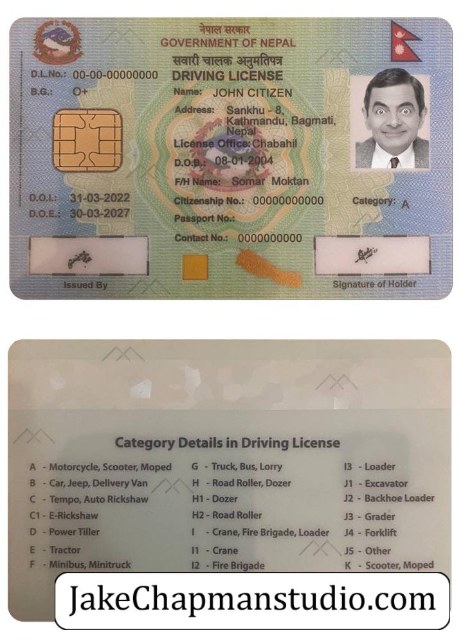 नेपाल सरकार
GOVERNMENT OF NEPAL
सवारी चालक अनुमतिपत्र
D.L.No.: 00-00-00000000 DRIVING LICENSE
B.G.: O+ Name: JOHN CITIZEN
Address: Sankhu - 8,
Kathmandu, Bagmati,
Nepal
License Office: Chabahil
D.O.B.: 08-01-2004
F/H Name: Somar Moktan
D.O.I.: 31-03-2022 Citizenship No.: 00000000000 Category: A
D.O.E.: 30-03-2027 Passport No.:
Contact No.: 0000000000
Issued By Signature of Holder
Category Details in Driving License
A - Motorcycle, Scooter, Moped G - Truck, Bus, Lorry I3 - Loader
B - Car, Jeep, Delivery Van H - Road Roller, Dozer J1 - Excavator
C - Tempo, Auto Rickshaw H1 - Dozer J2 - Backhoe Loader
C1 - E-Rickshaw H2 - Road Roller J3 - Grader
D - Power Tiller I - Crane, Fire Brigade, Loader J4 - Forklift
E - Tractor I1 - Crane J5 - Other
F - Minibus, Minitruck I2 - Fire Brigade K - Scooter, Moped
JakeChapmanstudio.com